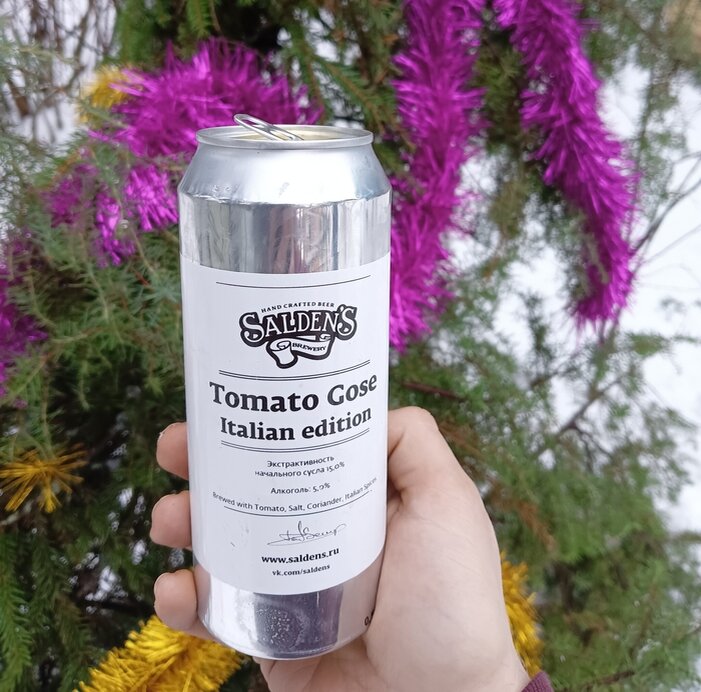 HAND CRAFTED BEER
SALDEN'S
BREWERY
Tomato Gose
Italian edition
Экстрактивность
начального сусла 15,0%
Алкоголь: 5,0%
Brewed with Tomato, Salt, Coriander, Italian Spices
www.saldens.ru
vk.com/saldens